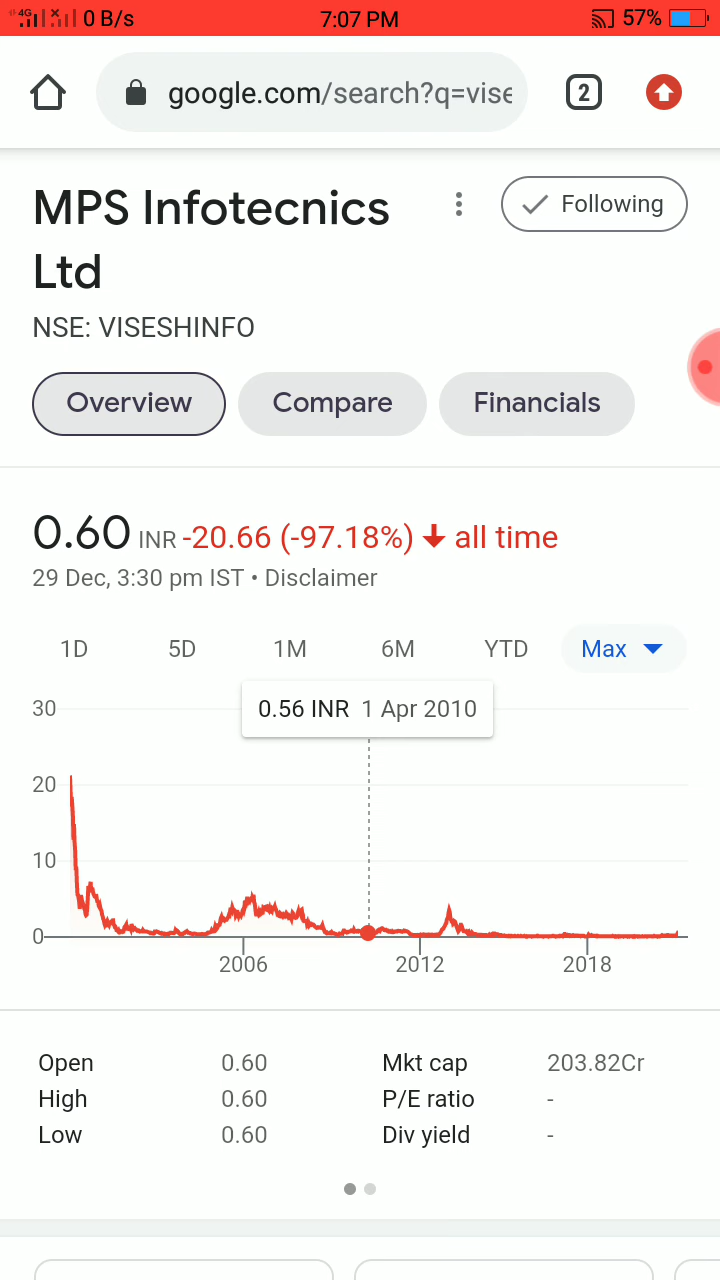 4G 0 B/s 7:07 PM 57%
google.com/search?q=vise
2
MPS Infotecnics
Ltd
Following
NSE: VISESHINFO
Overview Compare Financials
0.60 INR -20.66 (-97.18%) all time
29 Dec, 3:30 pm IST • Disclaimer
1D 5D 1M 6M YTD Max
0.56 INR 1 Apr 2010
30
20
10
0
2006 2012 2018
Open 0.60 Mkt cap 203.82Cr
High 0.60 P/E ratio -
Low 0.60 Div yield -